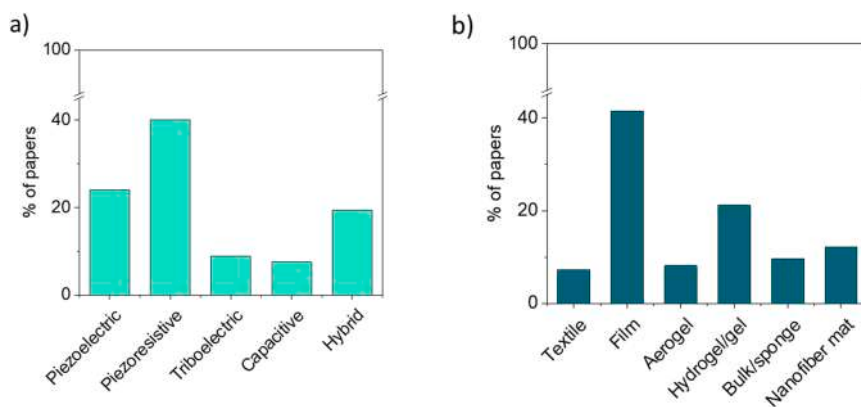 a)
100
40
20
0
% of papers
Piezoelectric
Piezoresistive
Triboelectric
Capacitive
Hybrid
b)
100
40
20
0
% of papers
Textile
Film
Aerogel
Hydrogel/gel
Bulk/sponge
Nanofiber mat